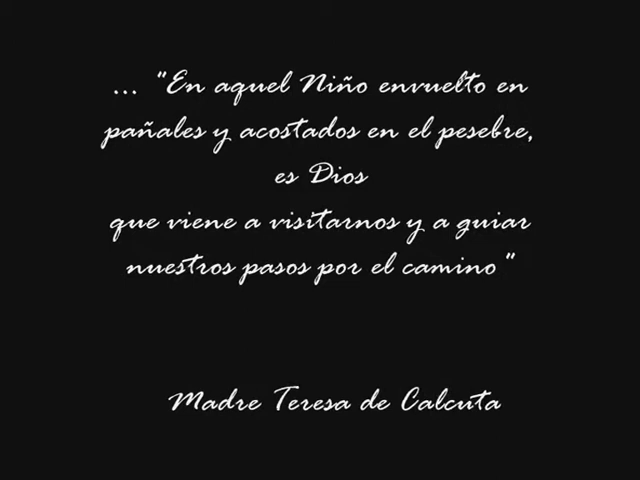 ... "En aquel Niño envuelto en
pañales y acostados en el pesebre,
es Dios
que viene a visitarnos y a guiar
nuestros pasos por el camino"
Madre Teresa de Calcuta